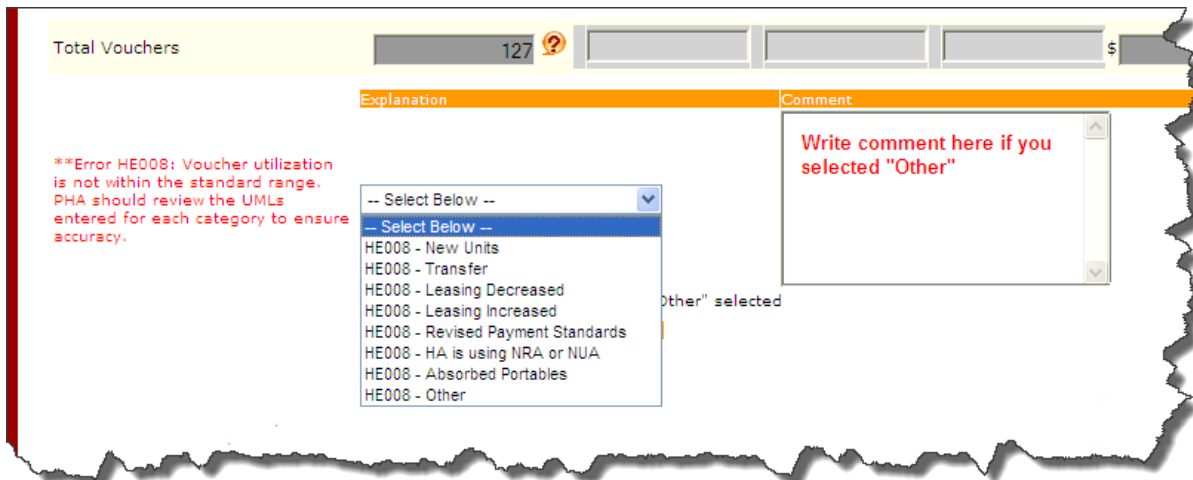 Total Vouchers
127
$
Explanation
Comment
**Error HE008: Voucher utilization
is not within the standard range.
PHA should review the UMLs
entered for each category to ensure
accuracy.
-- Select Below --
-- Select Below --
HE008 - New Units
HE008 - Transfer
HE008 - Leasing Decreased
HE008 - Leasing Increased
HE008 - Revised Payment Standards
HE008 - HA is using NRA or NUA
HE008 - Absorbed Portables
HE008 - Other
Write comment here if you
selected "Other"
Other" selected